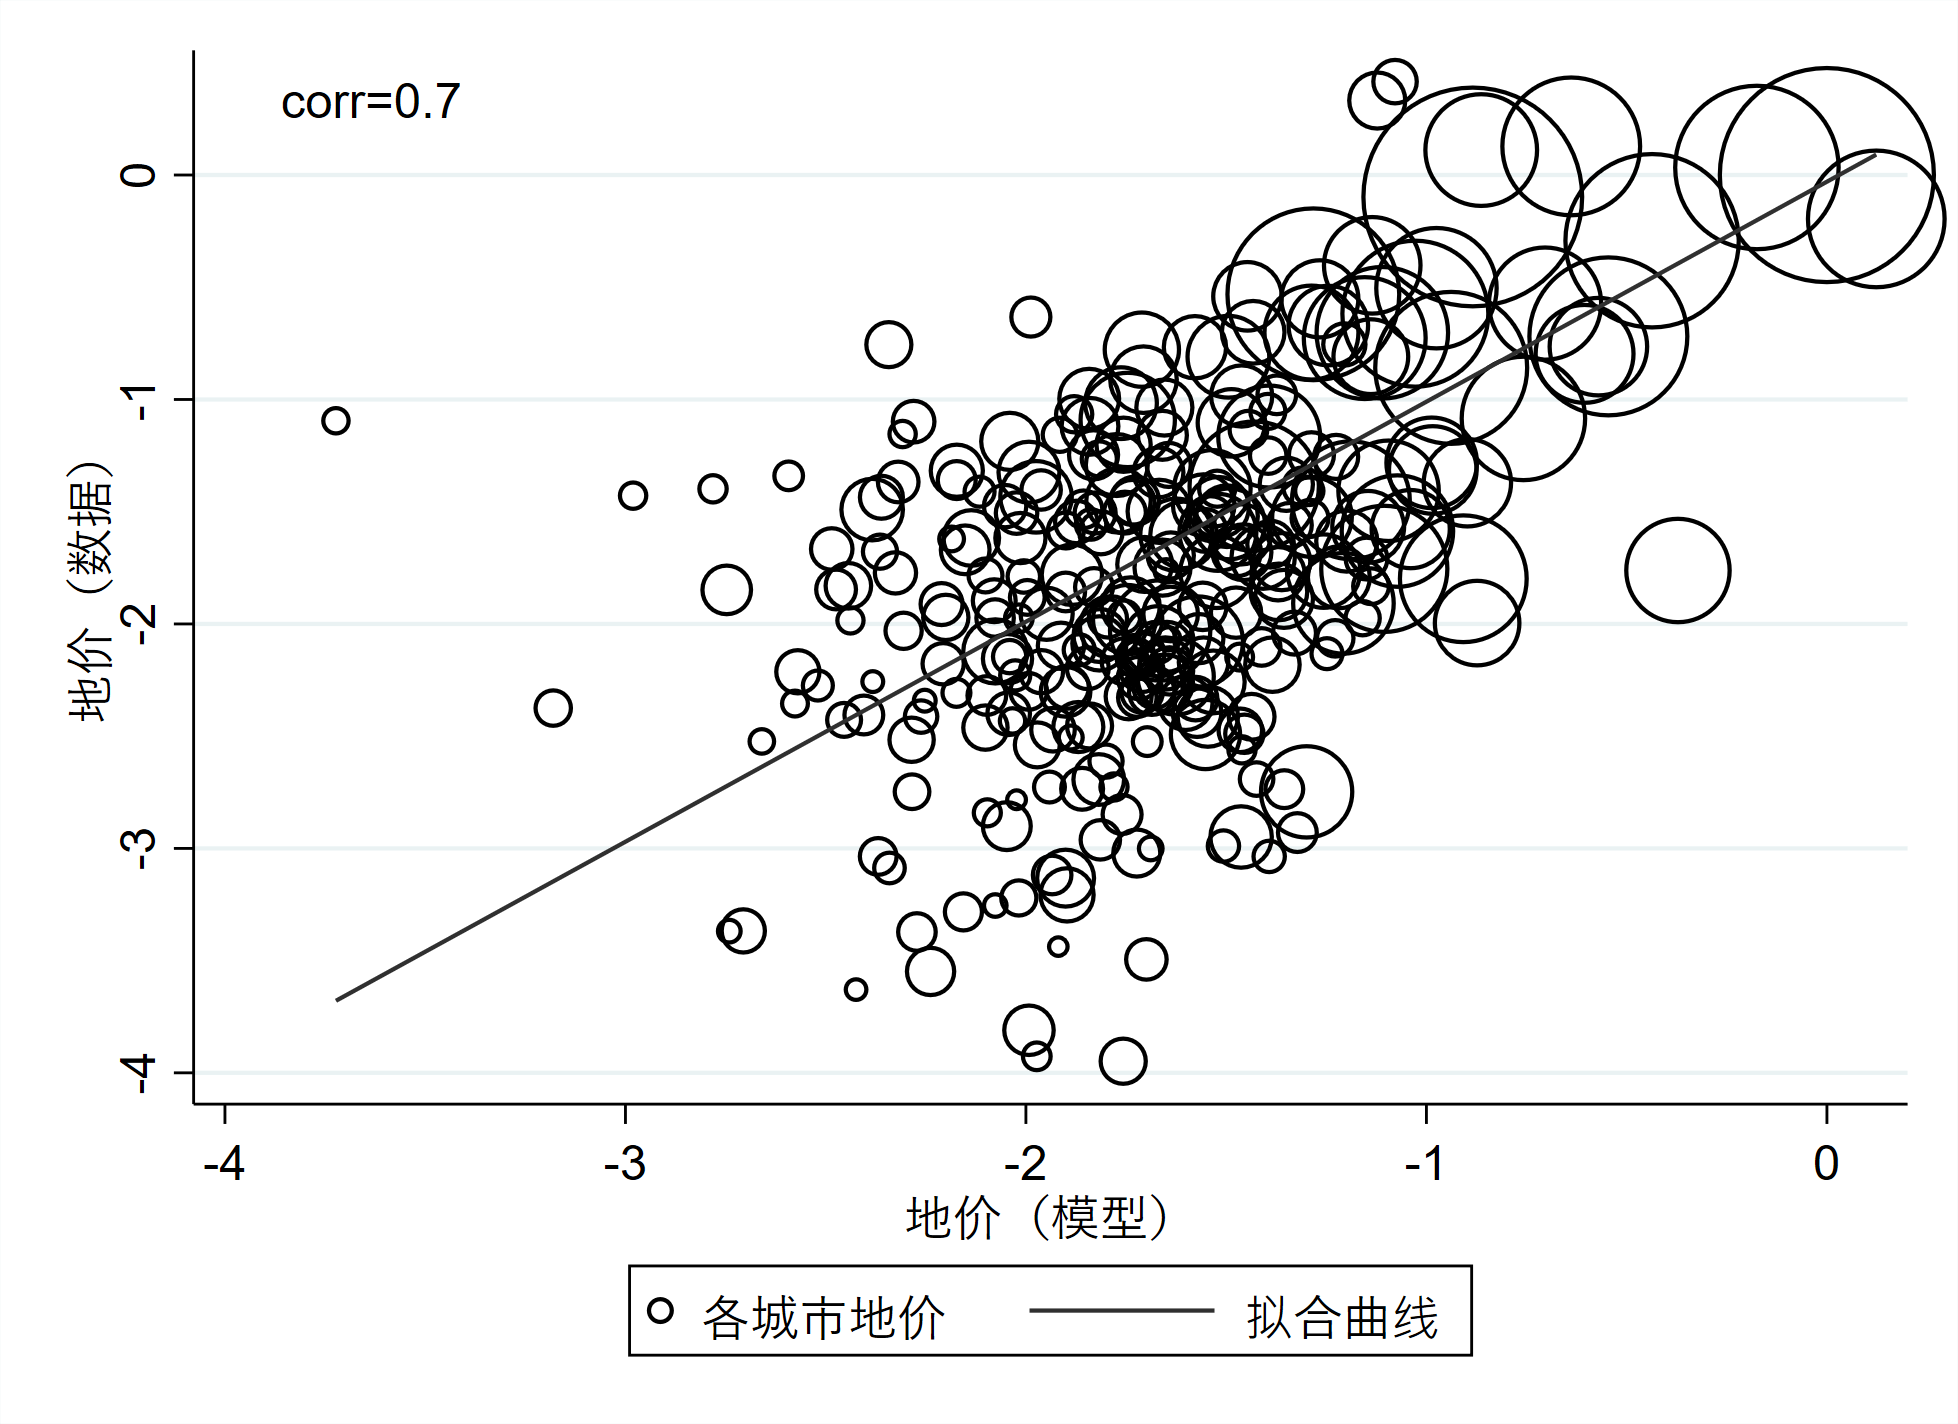 corr=0.7
0
-1
-2
-3
-4
地价（数据）
-4 -3 -2 -1 0
地价（模型）
各城市地价 拟合曲线